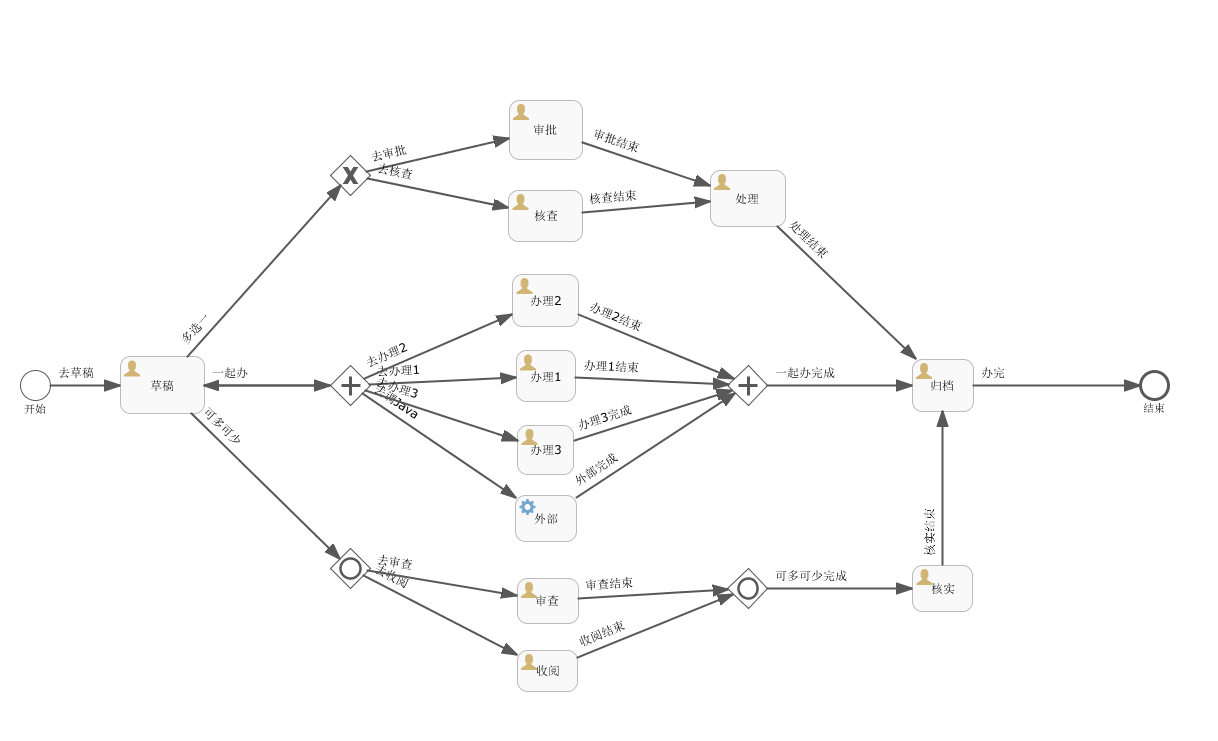 审批
去审批
审批结束
去核查
核查
核查结束
处理
处理结束
多选一
办理2
办理2结束
去办理2
去草稿
开始
草稿
一起办
去办理1
办理1
办理1结束
一起办完成
归档
办完
结束
去办理3
办理3
办理3完成
可多可少
外部
外部完成
去审查
审查
审查结束
可多可少完成
核实
核实结束
去收阅
收阅
收阅结束